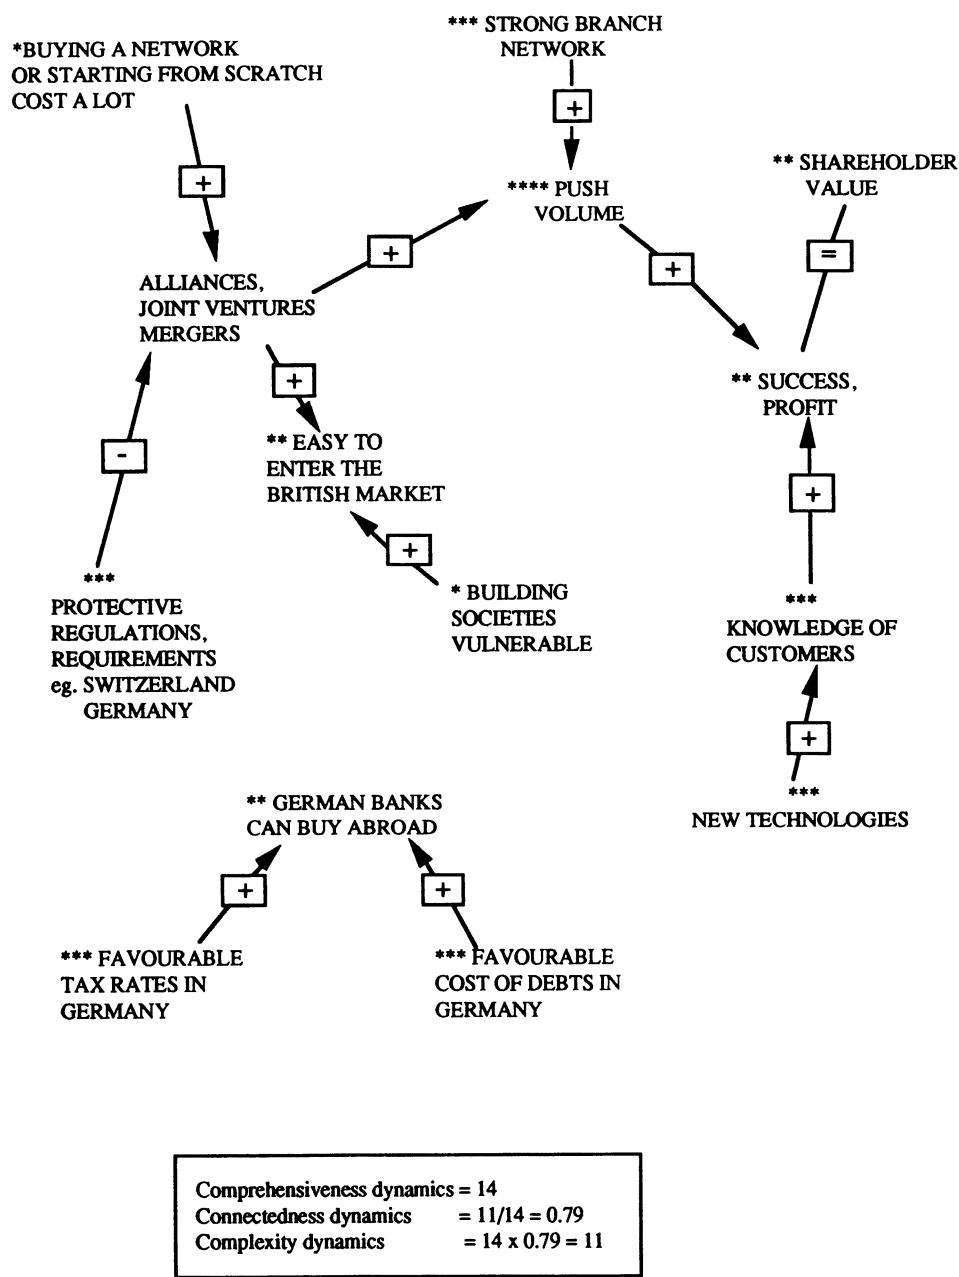 *** STRONG BRANCH
NETWORK
*BUYING A NETWORK
OR STARTING FROM SCRATCH
COST A LOT
+
+
** SHAREHOLDER
VALUE
**** PUSH
VOLUME
+
+
+
=
ALLIANCES,
JOINT VENTURES
MERGERS
+
** SUCCESS,
PROFIT
** EASY TO
ENTER THE
BRITISH MARKET
-
+
+
***
PROTECTIVE
REGULATIONS,
REQUIREMENTS
eg. SWITZERLAND
GERMANY
* BUILDING
SOCIETIES
VULNERABLE
***
KNOWLEDGE OF
CUSTOMERS
+
***
NEW TECHNOLOGIES
** GERMAN BANKS
CAN BUY ABROAD
+
+
*** FAVOURABLE
TAX RATES IN
GERMANY
*** FAVOURABLE
COST OF DEBTS IN
GERMANY
Comprehensiveness dynamics = 14
Connectedness dynamics = 11/14 = 0.79
Complexity dynamics = 14 x 0.79 = 11